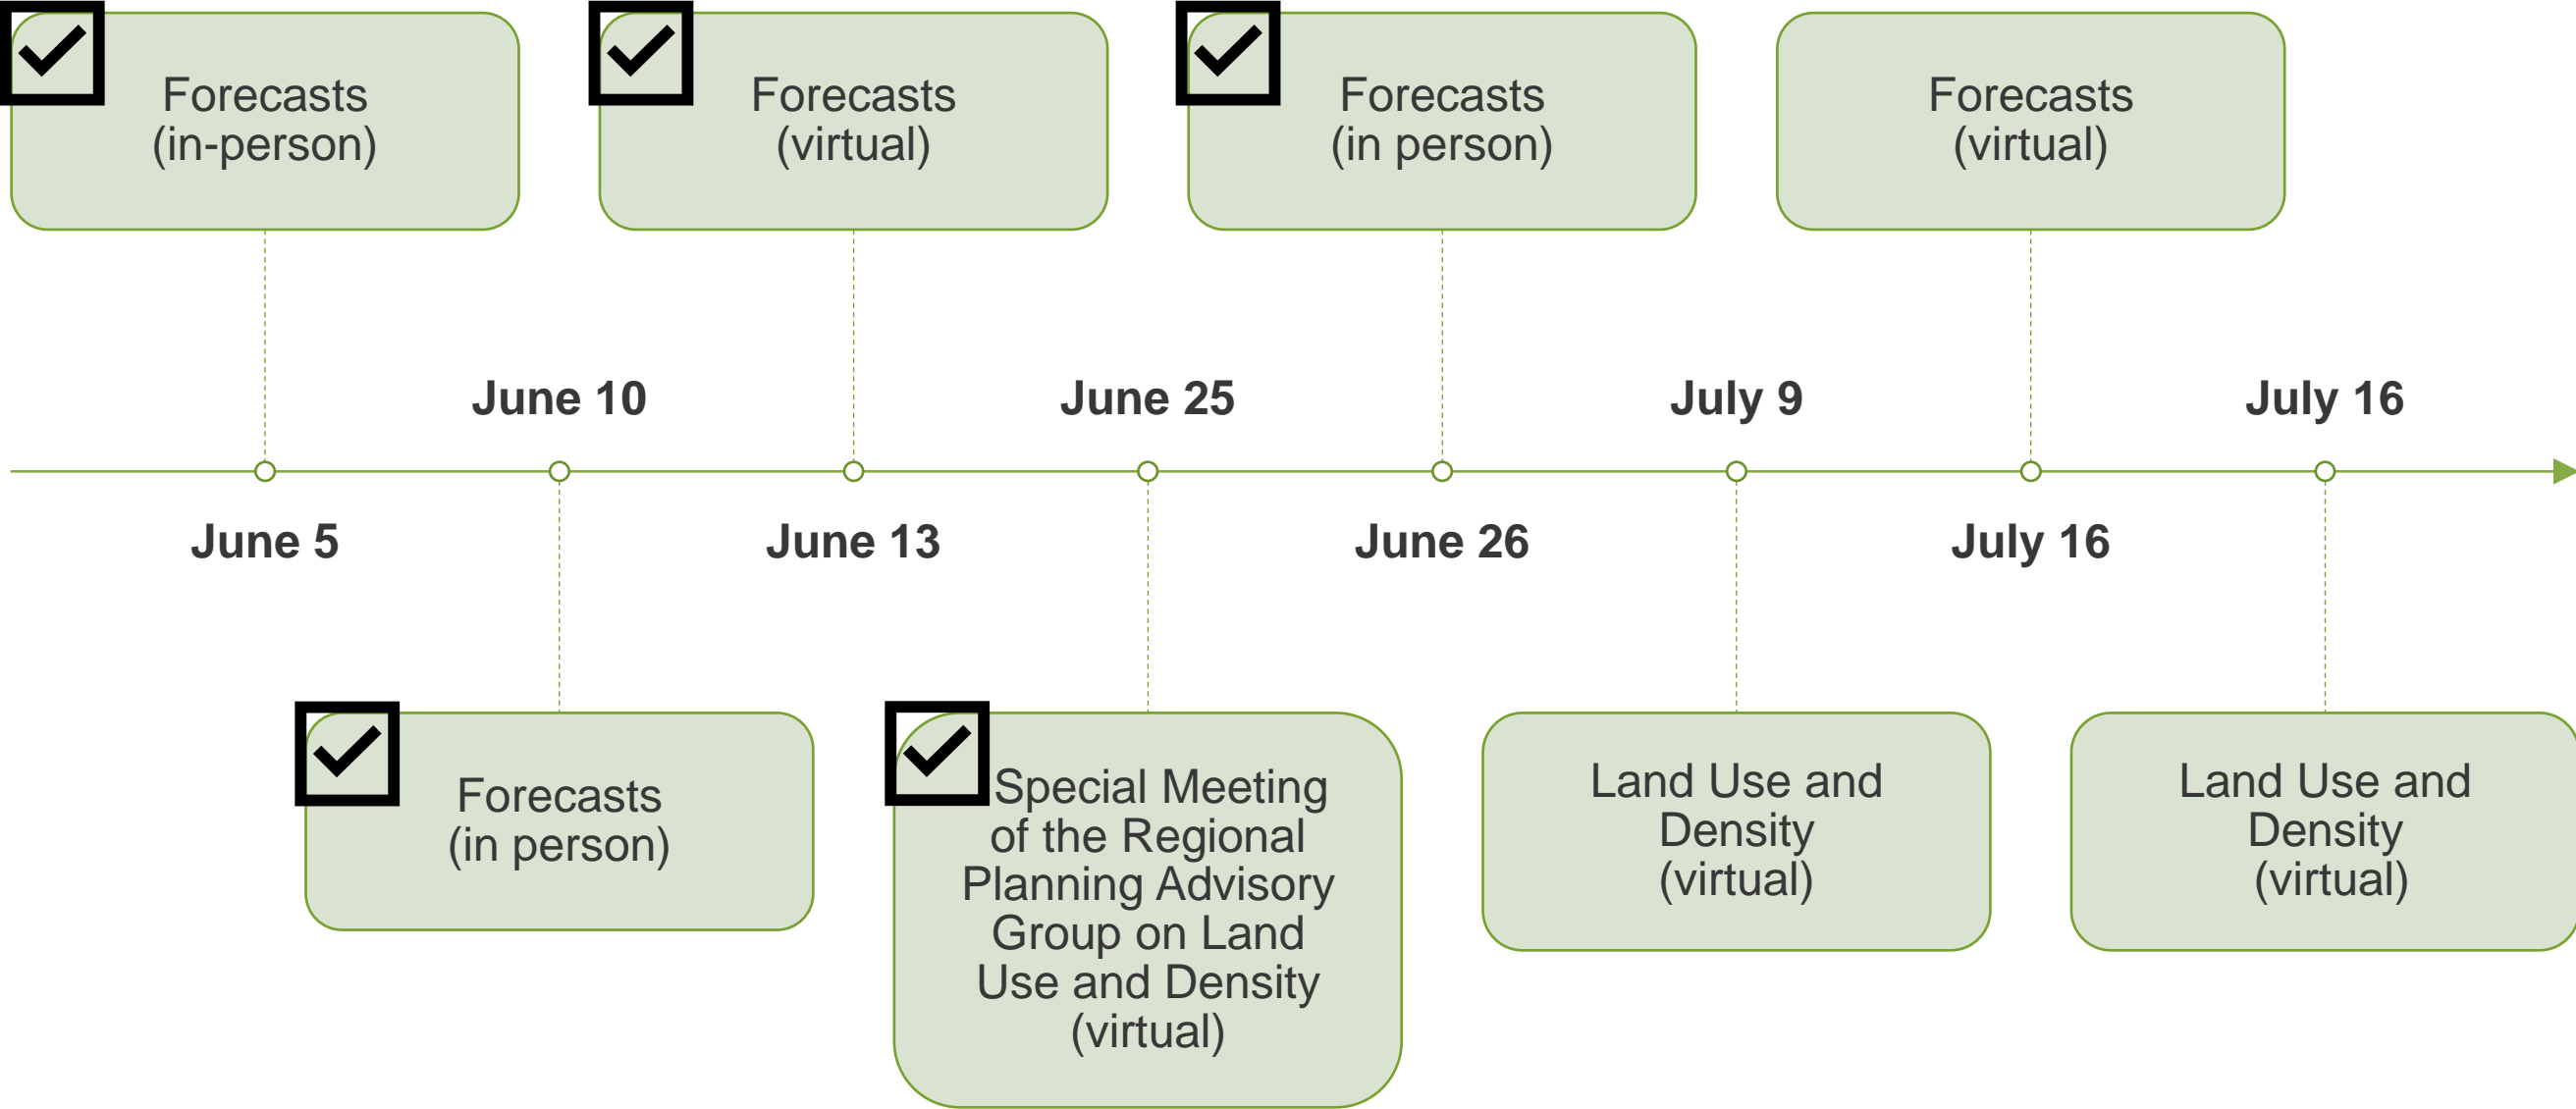 Forecasts
(in-person)
Forecasts
(virtual)
Forecasts
(in person)
Forecasts
(virtual)
June 10
June 25
July 9
July 16
June 5
June 13
June 26
July 16
Forecasts
(in person)
Special Meeting
of the Regional
Planning Advisory
Group on Land
Use and Density
(virtual)
Land Use and
Density
(virtual)
Land Use and
Density
(virtual)